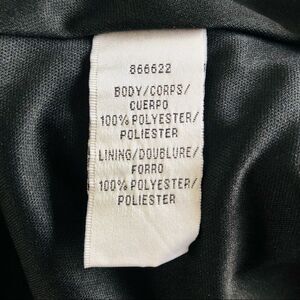 866622
BODY/CORPS/
CUERPO
100% POLYESTER/
POLIESTER
LINING/DOUBLURE/
FORRO
100% POLYESTER/
POLIESTER